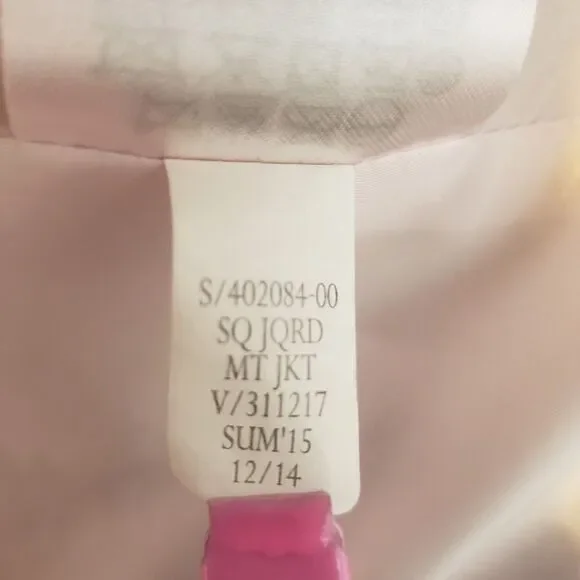 S/402084-00
SQ JQRD
MT JKT
V/311217
SUM'15
12/14